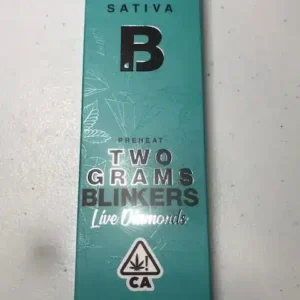 SATIVA
B
PREHEAT
TWO
GRAMS
BLINKERS
Live Diamonds
!
CA